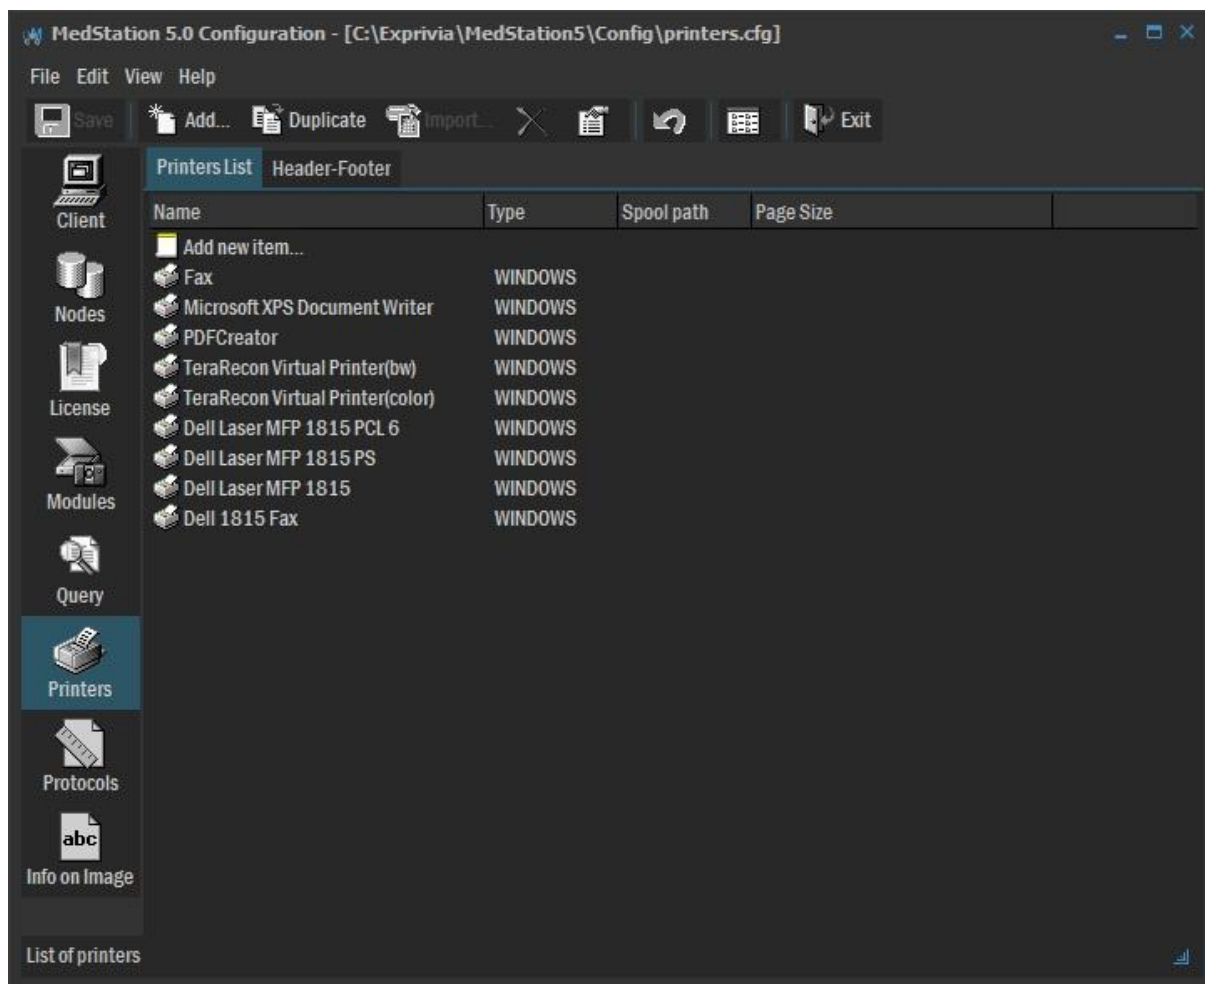 MedStation 5.0 Configuration - [C:\Exprivia\MedStation5\Config\printers.cfg]
File Edit View Help
Save Add... Duplicate Import... Exit
Printers List Header-Footer
Name Type Spool path Page Size
Add new item...
Fax WINDOWS
Microsoft XPS Document Writer WINDOWS
PDFCreator WINDOWS
TeraRecon Virtual Printer(bw) WINDOWS
TeraRecon Virtual Printer(color) WINDOWS
Dell Laser MFP 1815 PCL 6 WINDOWS
Dell Laser MFP 1815 PS WINDOWS
Dell Laser MFP 1815 WINDOWS
Dell 1815 Fax WINDOWS
Client
Nodes
License
Modules
Query
Printers
Protocols
abc
Info on Image
List of printers